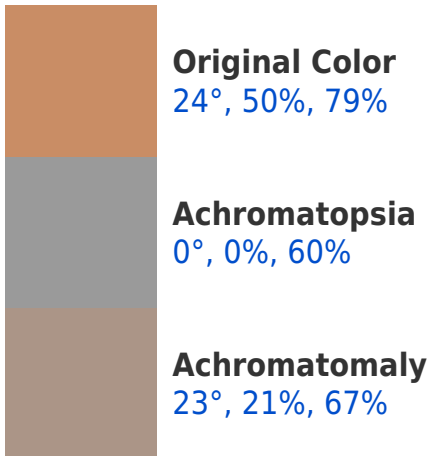 Original Color
24°, 50%, 79%
Achromatopsia
0°, 0%, 60%
Achromatomaly
23°, 21%, 67%